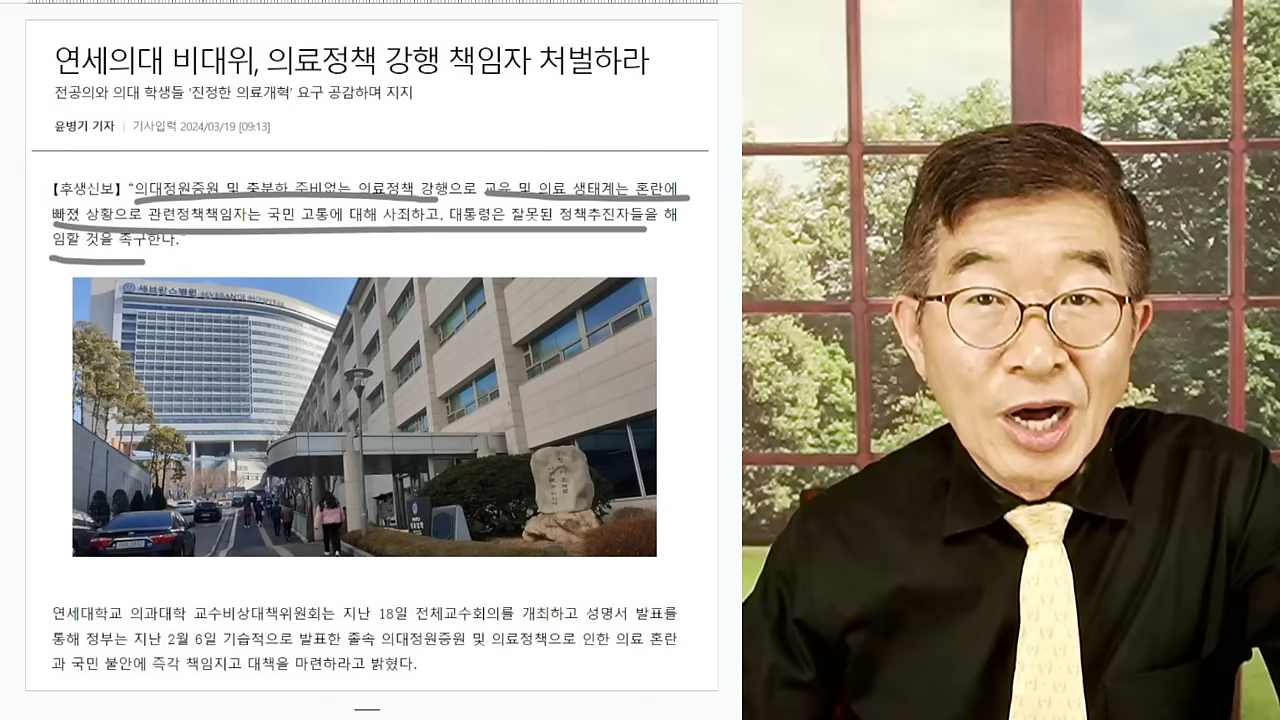 연세의대 비대위, 의료정책 강행 책임자 처벌하라
전공의와 의대 학생들 ‘진정한 의료개혁’ 요구 공감하며 지지
윤병기 기자 | 기사입력 2024/03/19 [09:13]
【후생신보】 “의대정원증원 및 충분한 준비없는 의료정책 강행으로 교육 및 의료 생태계는 혼란에
빠졌 상황으로 관련정책책임자는 국민 고통에 대해 사죄하고, 대통령은 잘못된 정책추진자들을 해
임할 것을 촉구한다.”
세브란스병원 SEVERANCE HOSPITAL
연세대학교 의과대학 교수비상대책위원회는 지난 18일 전체교수회의를 개최하고 성명서 발표를
통해 정부는 지난 2월 6일 기습적으로 발표한 졸속 의대정원증원 및 의료정책으로 인한 의료 혼란
과 국민 불안에 즉각 책임지고 대책을 마련하라고 밝혔다.